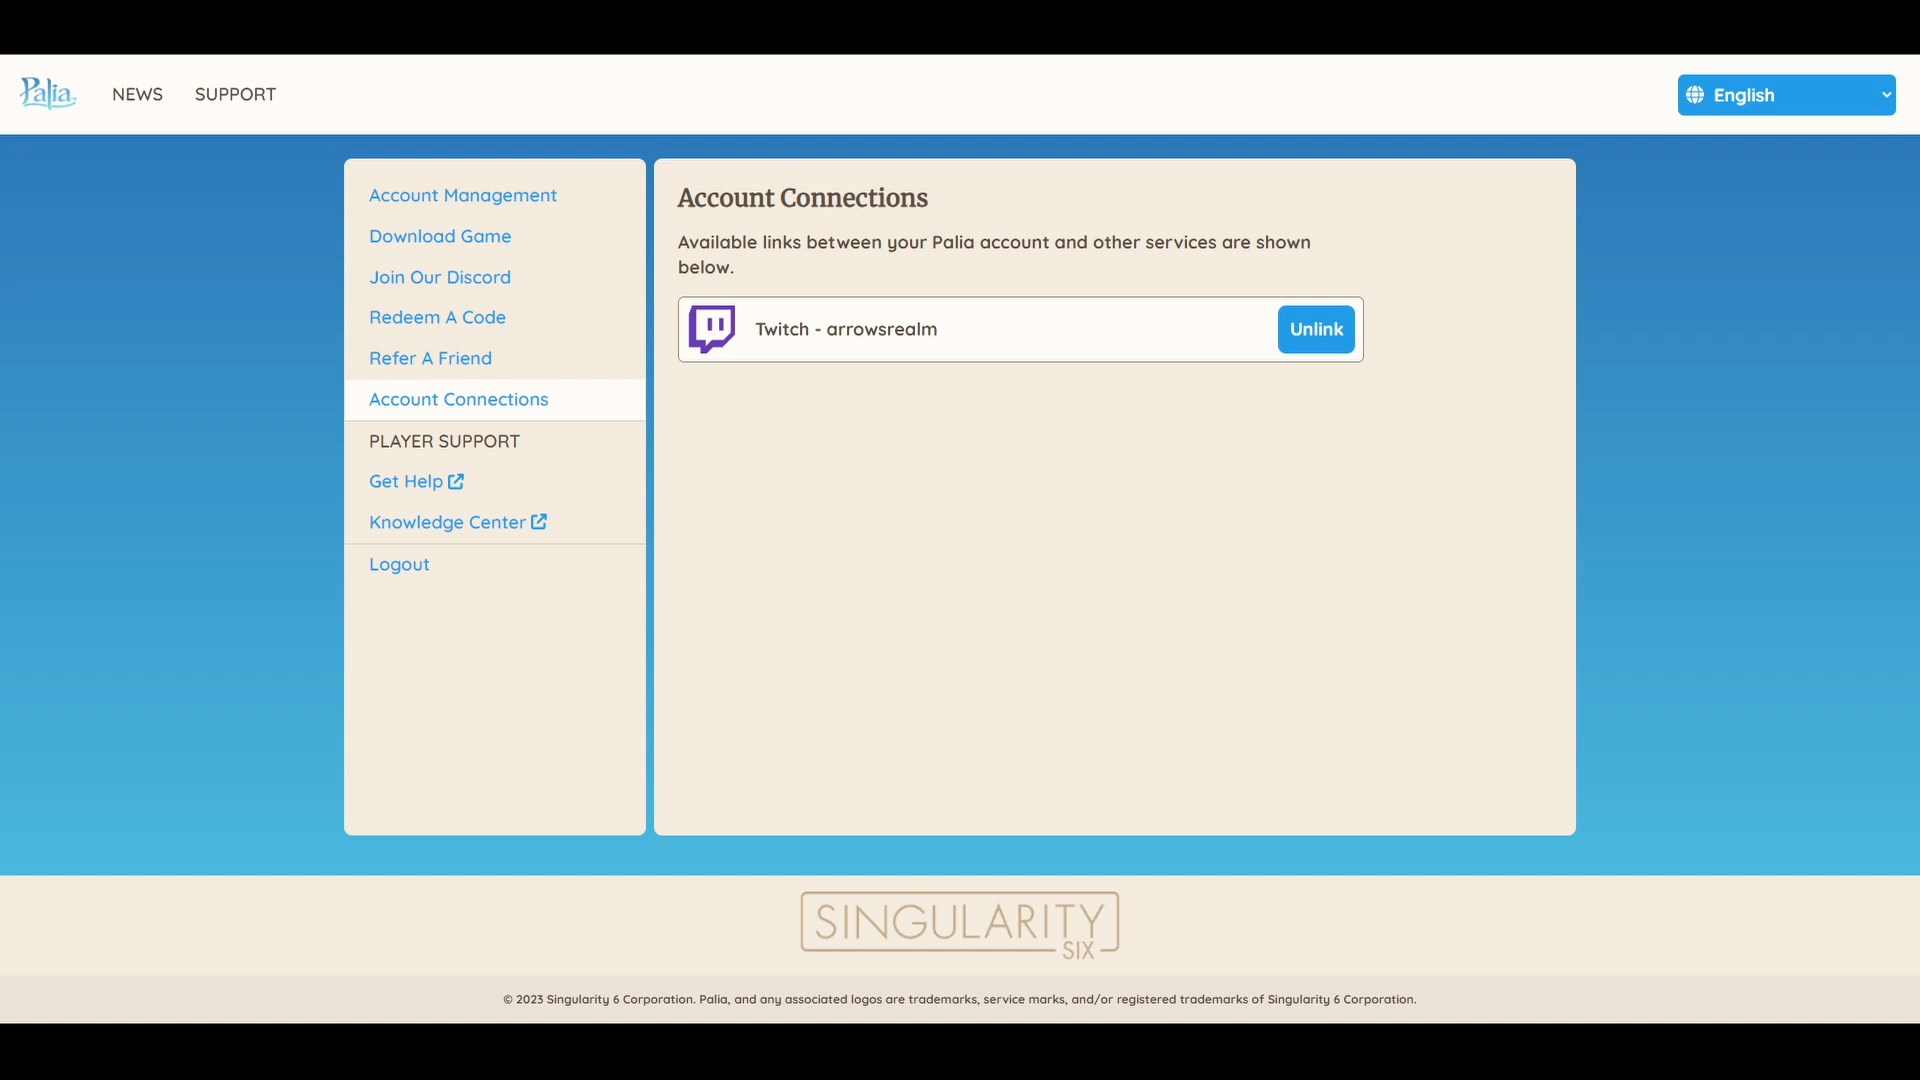 Palia
NEWS
SUPPORT
English
Account Management
Download Game
Join Our Discord
Redeem A Code
Refer A Friend
Account Connections
PLAYER SUPPORT
Get Help
Knowledge Center
Logout
Account Connections
Available links between your Palia account and other services are shown
below.
Twitch - arrowsrealm
Unlink
SINGULARITY
SIX
© 2023 Singularity 6 Corporation. Palia, and any associated logos are trademarks, service marks, and/or registered trademarks of Singularity 6 Corporation.